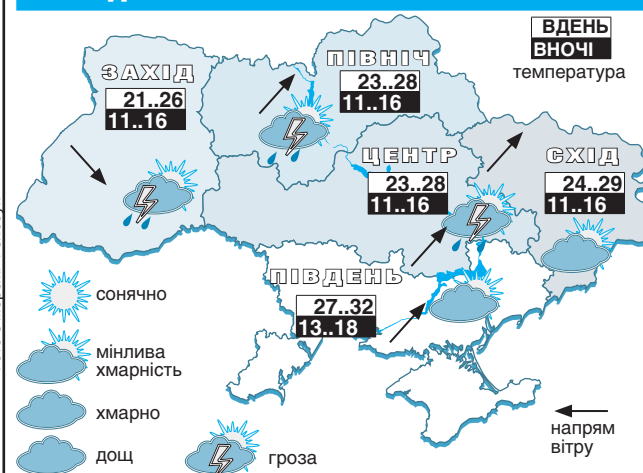 ВДЕНЬ
ВНОЧІ
температура
ЗАХІД
21..26
11..16
ПІВНІЧ
23..28
11..16
ЦЕНТР
23..28
11..16
СХІД
24..29
11..16
ПІВДЕНЬ
27..32
13..18
сонячно
мінлива
хмарність
хмарно
дощ
гроза
напрям
вітру